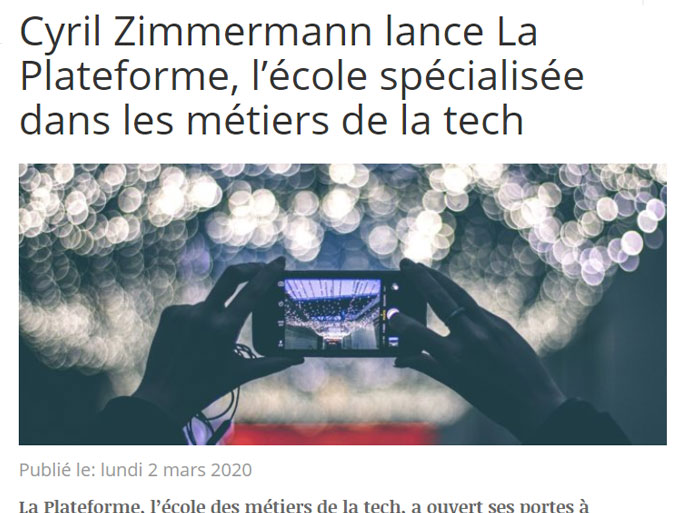 Cyril Zimmermann lance La
Plateforme, l’école spécialisée
dans les métiers de la tech
Publié le: lundi 2 mars 2020
La Plateforme, l’école des métiers de la tech, a ouvert ses portes à